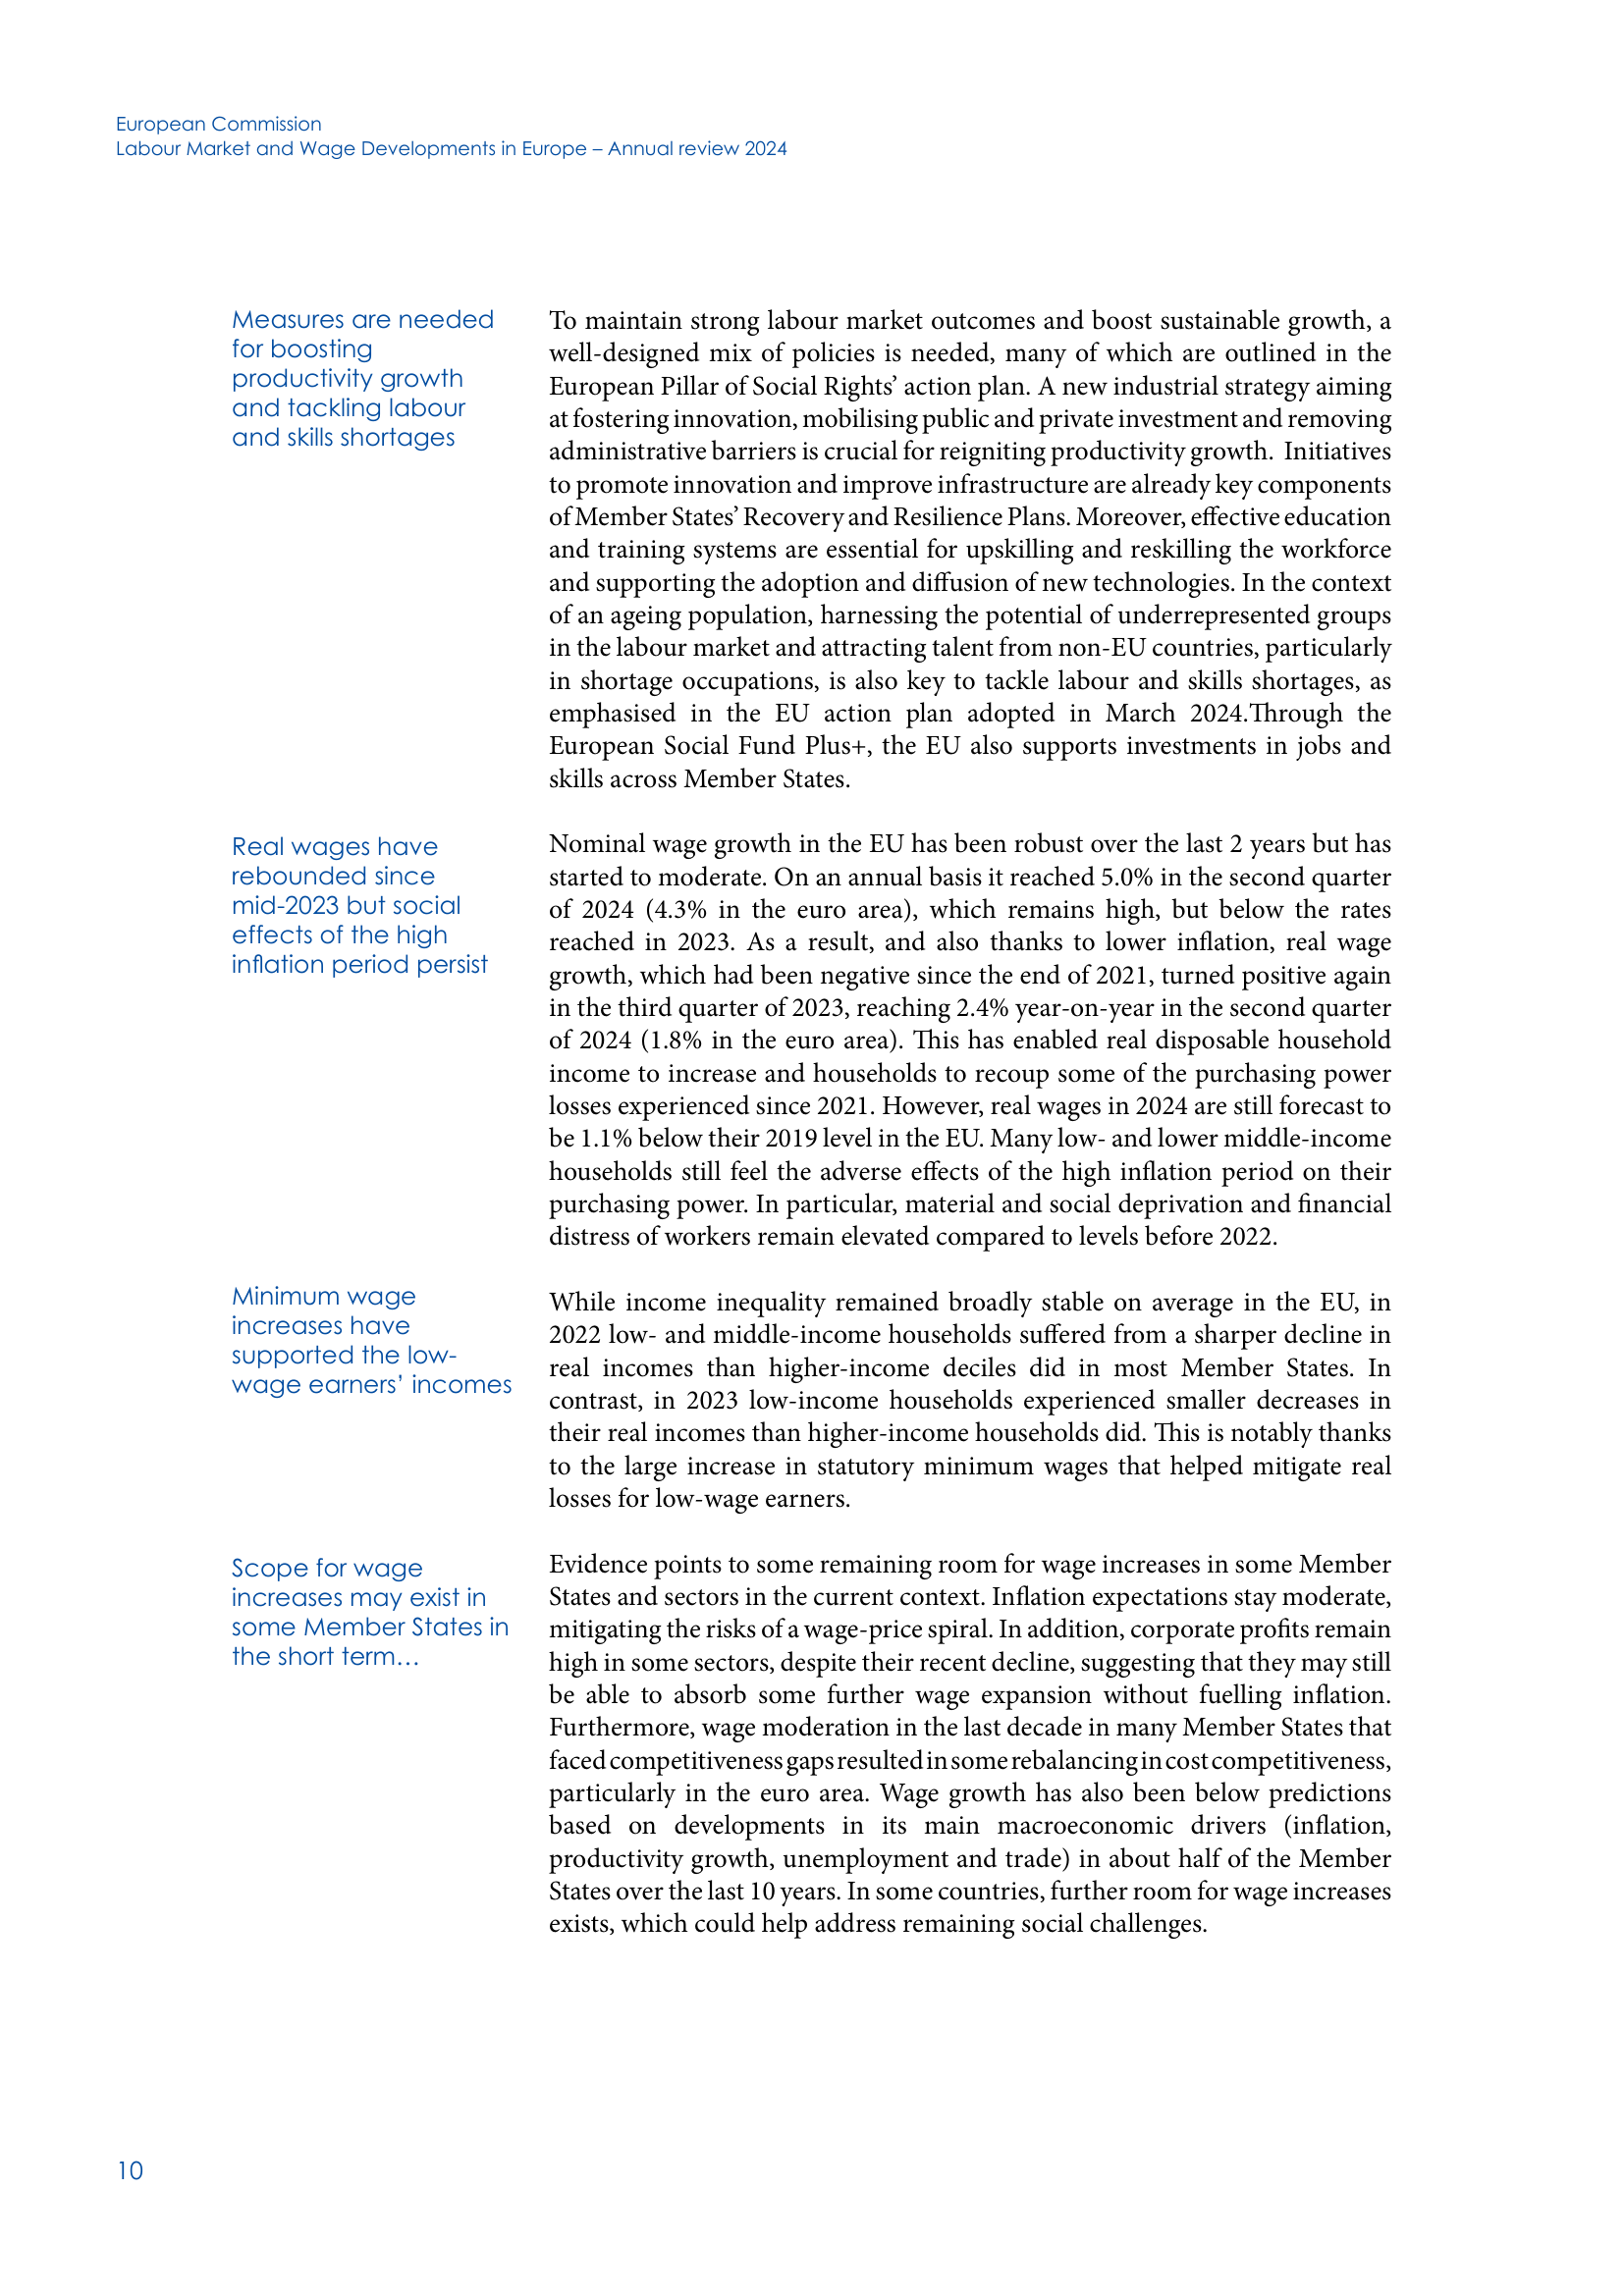 European Commission
Labour Market and Wage Developments in Europe – Annual review 2024
Measures are needed
for boosting
productivity growth
and tackling labour
and skills shortages
To maintain strong labour market outcomes and boost sustainable growth, a
well-designed mix of policies is needed, many of which are outlined in the
European Pillar of Social Rights’ action plan. A new industrial strategy aiming
at fostering innovation, mobilising public and private investment and removing
administrative barriers is crucial for reigniting productivity growth. Initiatives
to promote innovation and improve infrastructure are already key components
of Member States’ Recovery and Resilience Plans. Moreover, effective education
and training systems are essential for upskilling and reskilling the workforce
and supporting the adoption and diffusion of new technologies. In the context
of an ageing population, harnessing the potential of underrepresented groups
in the labour market and attracting talent from non-EU countries, particularly
in shortage occupations, is also key to tackle labour and skills shortages, as
emphasised in the EU action plan adopted in March 2024.Through the
European Social Fund Plus+, the EU also supports investments in jobs and
skills across Member States.
Real wages have
rebounded since
mid-2023 but social
effects of the high
inflation period persist
Nominal wage growth in the EU has been robust over the last 2 years but has
started to moderate. On an annual basis it reached 5.0% in the second quarter
of 2024 (4.3% in the euro area), which remains high, but below the rates
reached in 2023. As a result, and also thanks to lower inflation, real wage
growth, which had been negative since the end of 2021, turned positive again
in the third quarter of 2023, reaching 2.4% year-on-year in the second quarter
of 2024 (1.8% in the euro area). This has enabled real disposable household
income to increase and households to recoup some of the purchasing power
losses experienced since 2021. However, real wages in 2024 are still forecast to
be 1.1% below their 2019 level in the EU. Many low- and lower middle-income
households still feel the adverse effects of the high inflation period on their
purchasing power. In particular, material and social deprivation and financial
distress of workers remain elevated compared to levels before 2022.
Minimum wage
increases have
supported the low-
wage earners’ incomes
While income inequality remained broadly stable on average in the EU, in
2022 low- and middle-income households suffered from a sharper decline in
real incomes than higher-income deciles did in most Member States. In
contrast, in 2023 low-income households experienced smaller decreases in
their real incomes than higher-income households did. This is notably thanks
to the large increase in statutory minimum wages that helped mitigate real
losses for low-wage earners.
Scope for wage
increases may exist in
some Member States in
the short term…
Evidence points to some remaining room for wage increases in some Member
States and sectors in the current context. Inflation expectations stay moderate,
mitigating the risks of a wage-price spiral. In addition, corporate profits remain
high in some sectors, despite their recent decline, suggesting that they may still
be able to absorb some further wage expansion without fuelling inflation.
Furthermore, wage moderation in the last decade in many Member States that
faced competitiveness gaps resulted in some rebalancing in cost competitiveness,
particularly in the euro area. Wage growth has also been below predictions
based on developments in its main macroeconomic drivers (inflation,
productivity growth, unemployment and trade) in about half of the Member
States over the last 10 years. In some countries, further room for wage increases
exists, which could help address remaining social challenges.
10